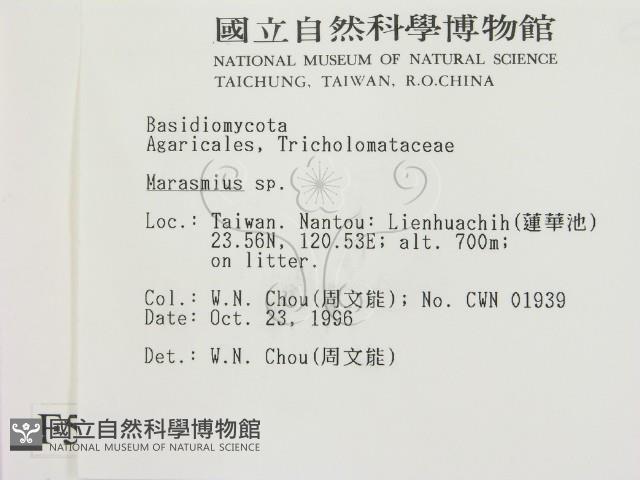 國立自然科學博物館
NATIONAL MUSEUM OF NATURAL SCIENCE
TAICHUNG, TAIWAN, R.O.CHINA
Basidiomycota
Agaricales, Tricholomataceae
Marasmius sp.
Loc.: Taiwan. Nantou: Lienhuachih(蓮華池)
23.56N, 120.53E; alt. 700m;
on litter.
Col.: W.N. Chou(周文能); No. CWN 01939
Date: Oct. 23, 1996
Det.: W.N. Chou(周文能)
國立自然科學博物館
NATIONAL MUSEUM OF NATURAL SCIENCE